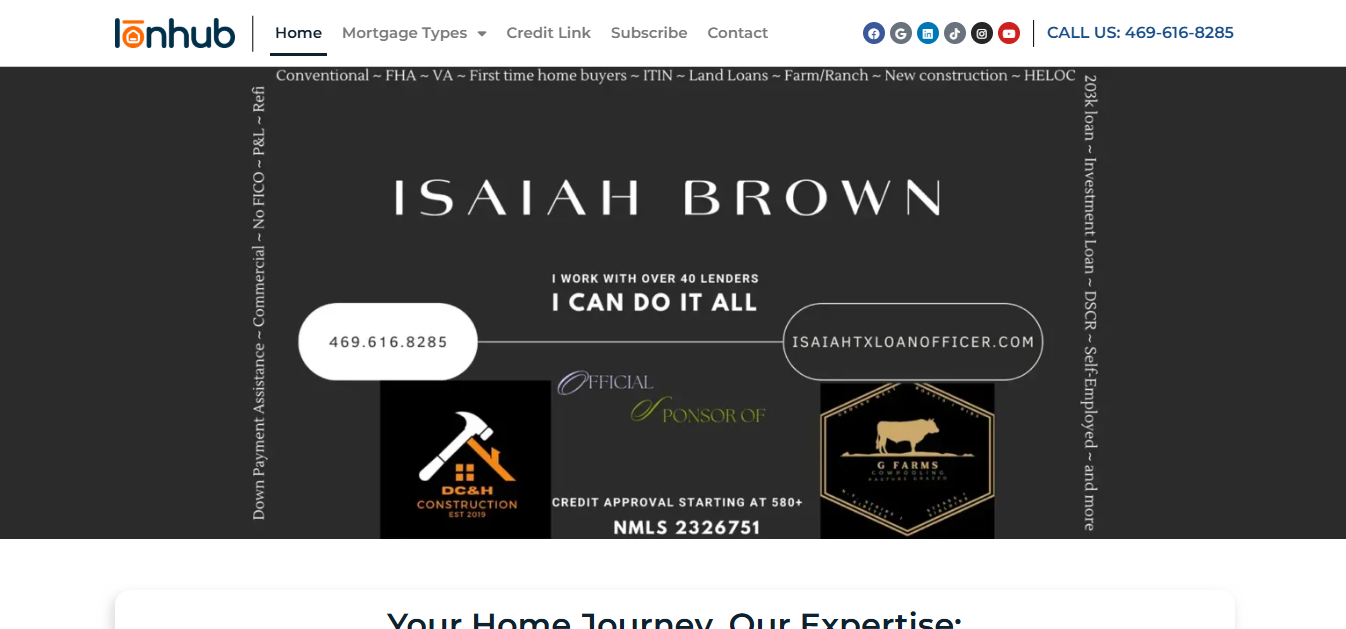 lōnhub
Home
Mortgage Types
Credit Link
Subscribe
Contact
CALL US: 469-616-8285
Conventional ~ FHA ~ VA ~ First time home buyers ~ ITIN ~ Land Loans ~ Farm/Ranch ~ New construction ~ HELOC
Down Payment Assistance ~ Commercial ~ No FICO ~ P&L ~ Refi
203k loan ~ Investment Loan ~ DSCR ~ Self-Employed ~ and more
ISAIAH BROWN
I WORK WITH OVER 40 LENDERS
I CAN DO IT ALL
469.616.8285
ISAIAHTXLOANOFFICER.COM
OFFICIAL
SPONSOR OF
DC&H
CONSTRUCTION
EST 2019
G FARMS
COWPOOLING
PASTURE GRAZED
CREDIT APPROVAL STARTING AT 580+
NMLS 2326751
Your Home Journey, Our Expertise: